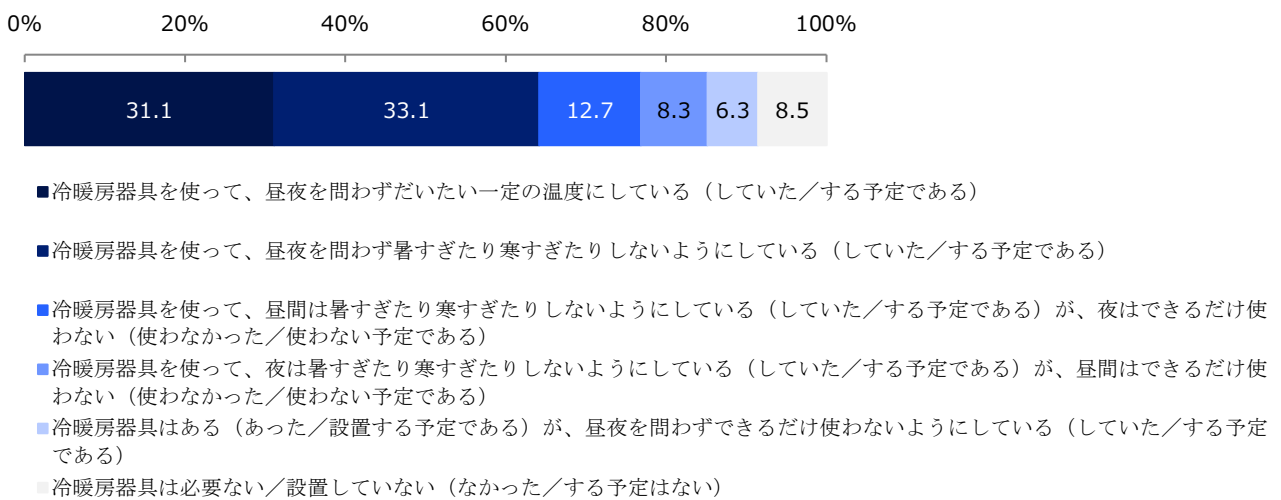 0% 20% 40% 60% 80% 100%
31.1 33.1 12.7 8.3 6.3 8.5
冷暖房器具を使って、昼夜を問わずだいたい一定の温度にしている（していた／する予定である）
冷暖房器具を使って、昼夜を問わず暑すぎたり寒すぎたりしないようにしている（していた／する予定である）
冷暖房器具を使って、昼間は暑すぎたり寒すぎたりしないようにしている（していた／する予定である）が、夜はできるだけ使
わない（使わなかった／使わない予定である）
冷暖房器具を使って、夜は暑すぎたり寒すぎたりしないようにしている（していた／する予定である）が、昼間はできるだけ使
わない（使わなかった／使わない予定である）
冷暖房器具はある（あった／設置する予定である）が、昼夜を問わずできるだけ使わないようにしている（していた／する予定
である）
冷暖房器具は必要ない／設置していない（なかった／する予定はない）